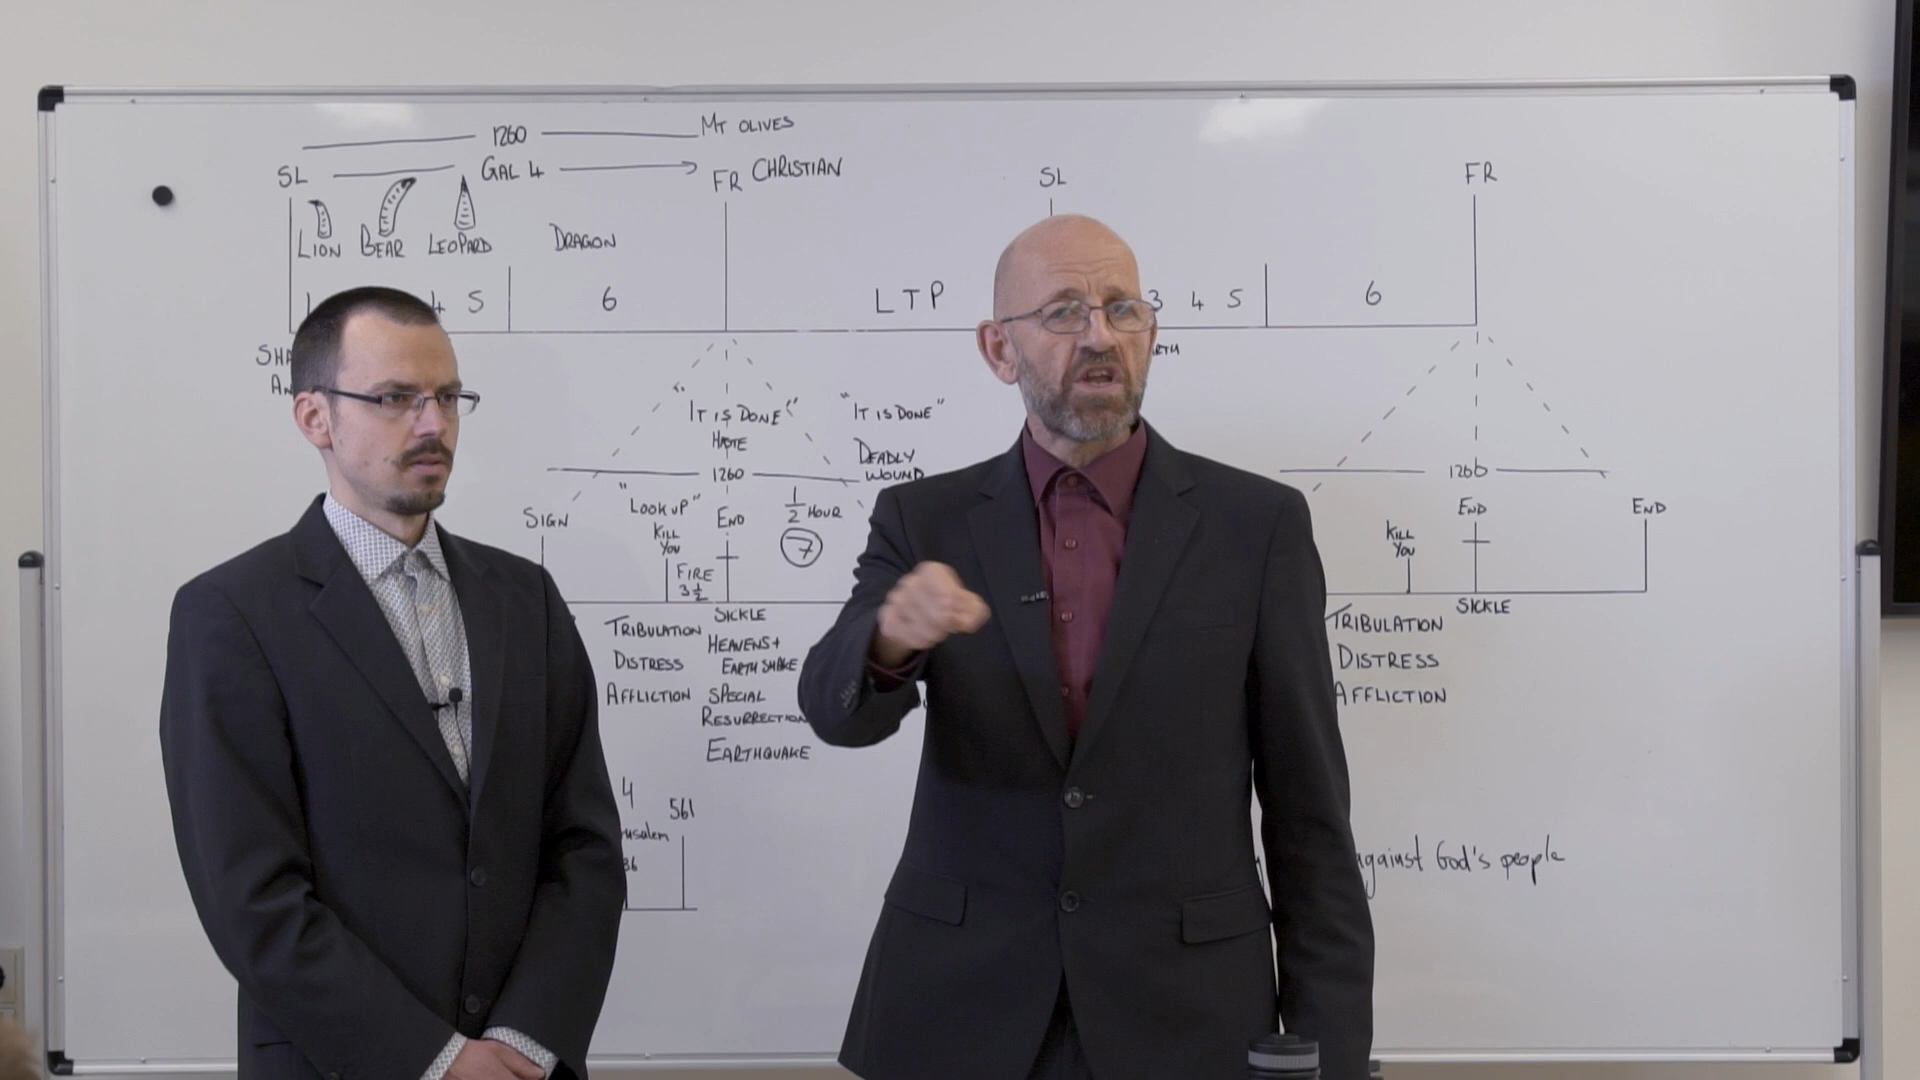 1260 MT OLIVES
SL GAL 4 FR CHRISTIAN SL FR
LION BEAR LEOPARD DRAGON
4 5 6 LTP 3 4 5 6
"IT IS DONE" "IT IS DONE"
HASTE DEADLY
WOUND
1260 1260
SIGN "LOOK UP" END 1/2 HOUR END END
KILL YOU 7 KILL YOU
FIRE
3 1/2
SICKLE SICKLE
TRIBULATION HEAVENS + TRIBULATION
DISTRESS EARTH SHAKE DISTRESS
AFFLICTION SPECIAL AFFLICTION
RESURRECTION
EARTHQUAKE
4 561
against God's people